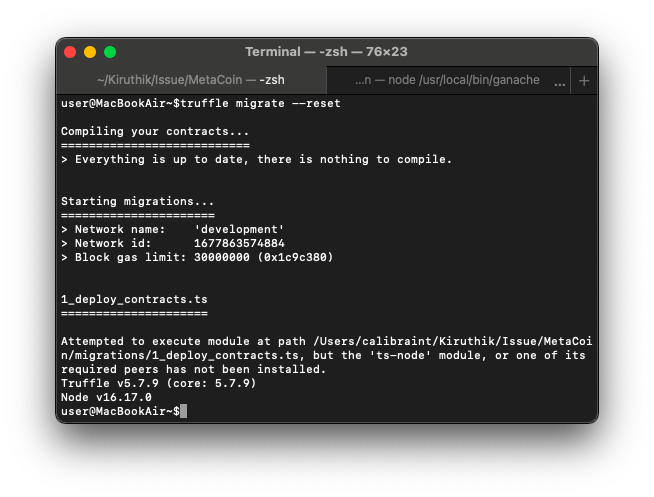 Terminal — -zsh — 76×23
~/Kiruthik/Issue/MetaCoin — -zsh
...n — node /usr/local/bin/ganache ... +
user@MacBookAir~$truffle migrate --reset
Compiling your contracts...
===========================
> Everything is up to date, there is nothing to compile.
Starting migrations...
======================
> Network name:    'development'
> Network id:      1677863574884
> Block gas limit: 30000000 (0x1c9c380)
1_deploy_contracts.ts
=====================
Attempted to execute module at path /Users/calibraint/Kiruthik/Issue/MetaCoi
n/migrations/1_deploy_contracts.ts, but the 'ts-node' module, or one of its
required peers has not been installed.
Truffle v5.7.9 (core: 5.7.9)
Node v16.17.0
user@MacBookAir~$